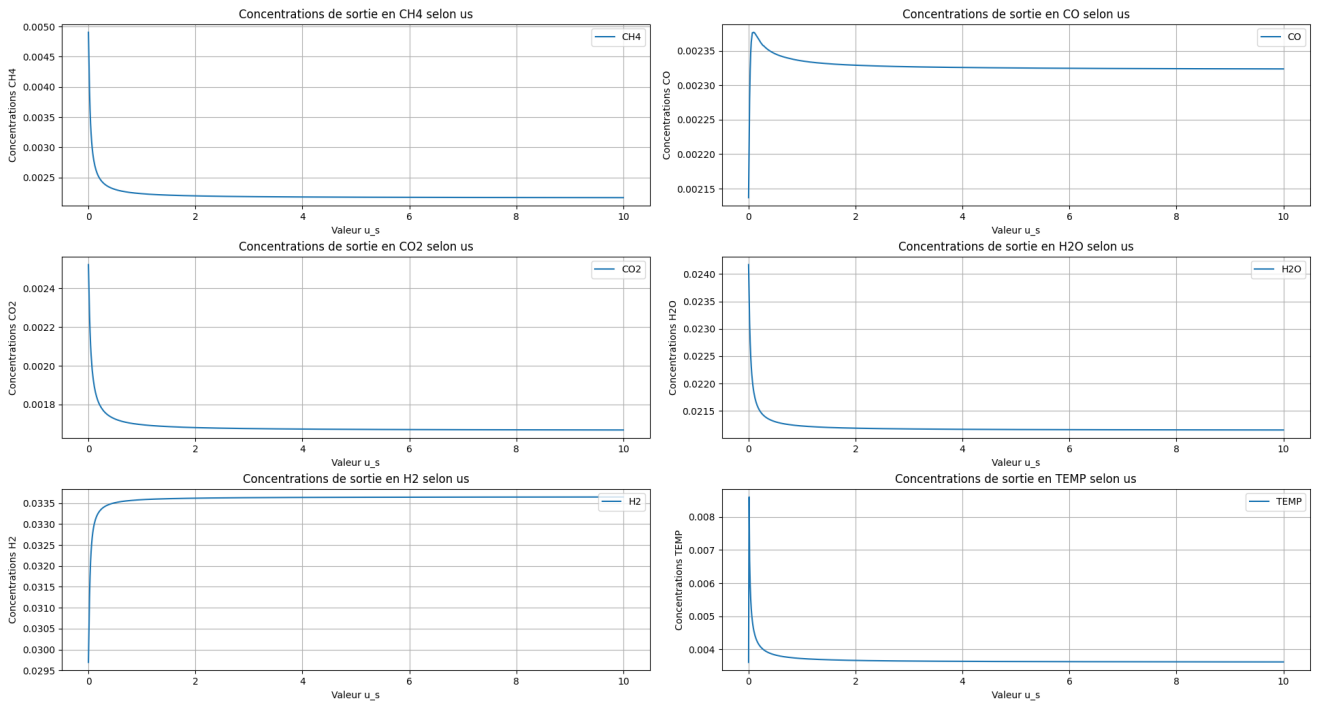 Concentrations de sortie en CH4 selon us
Concentrations CH4
0.0050
0.0045
0.0040
0.0035
0.0030
0.0025
CH4
0 2 4 6 8 10
Valeur u_s
Concentrations de sortie en CO selon us
Concentrations CO
0.00235
0.00230
0.00225
0.00220
0.00215
CO
0 2 4 6 8 10
Valeur u_s
Concentrations de sortie en CO2 selon us
Concentrations CO2
0.0024
0.0022
0.0020
0.0018
CO2
0 2 4 6 8 10
Valeur u_s
Concentrations de sortie en H2O selon us
Concentrations H2O
0.0240
0.0235
0.0230
0.0225
0.0220
0.0215
H2O
0 2 4 6 8 10
Valeur u_s
Concentrations de sortie en H2 selon us
Concentrations H2
0.0335
0.0330
0.0325
0.0320
0.0315
0.0310
0.0305
0.0300
0.0295
H2
0 2 4 6 8 10
Valeur u_s
Concentrations de sortie en TEMP selon us
Concentrations TEMP
0.008
0.007
0.006
0.005
0.004
TEMP
0 2 4 6 8 10
Valeur u_s